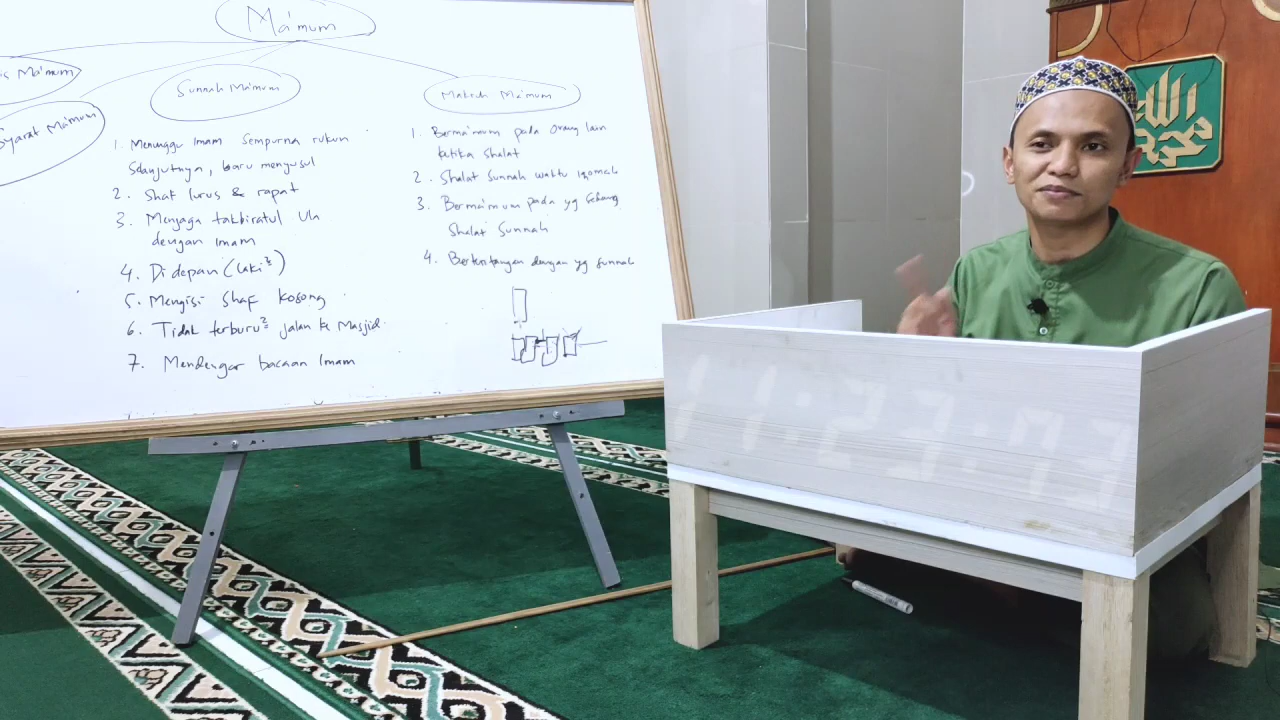 Ma'mum
Ma'mum
Syarat Ma'mum
Sunnah Ma'mum
1. Menunggu Imam Sempurna rukun
Selanjutnya, baru menyusul
2. Shaf lurus & rapat
3. Menjaga takbiratul Ula
dengan Imam
4. Di depan (laki²)
5. Mengisi Shaf kosong
6. Tidak terburu² jalan ke Masjid
7. Mendengar bacaan Imam
Makruh Ma'mum
1. Berma'mum pada Orang lain
ketika Shalat
2. Shalat Sunnah waktu Iqomah
3. Berma'mum pada yg Sedang
Shalat Sunnah
4. Bertentangan dengan yg Sunnah
الله
محمد